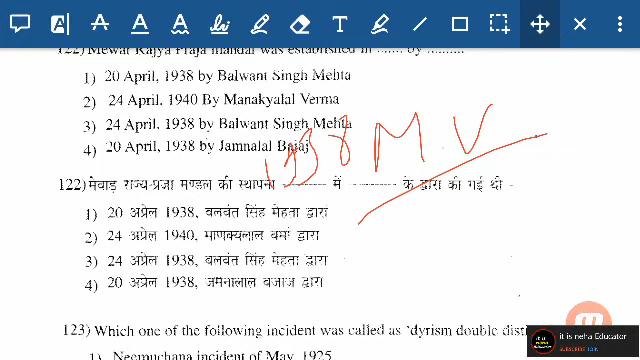 122) Mewar Rajya Praja mandal was established in ....... by .........
1) 20 April, 1938 by Balwant Singh Mehta
2) 24 April, 1940 By Manakyalal Verma
3) 24 April, 1938 by Balwant Singh Mehta
4) 20 April, 1938 by Jamnalal Bajaj
1938 M V
122) मेवाड़ राज्य प्रजा मण्डल की स्थापना ---------- में ---------- के द्वारा की गई थी -
1) 20 अप्रेल 1938, बलवंत सिंह मेहता द्वारा
2) 24 अप्रेल 1940, माणक्यलाल बर्मा द्वारा
3) 24 अप्रेल 1938, बलवंत सिंह मेहता द्वारा
4) 20 अप्रेल 1938, जमनालाल बजाज द्वारा
123) Which one of the following incident was called as 'dyrism double
1) Neemuchana incident of May, 1925
it is neha Educator
SUBSCRIBE NOW/JOIN